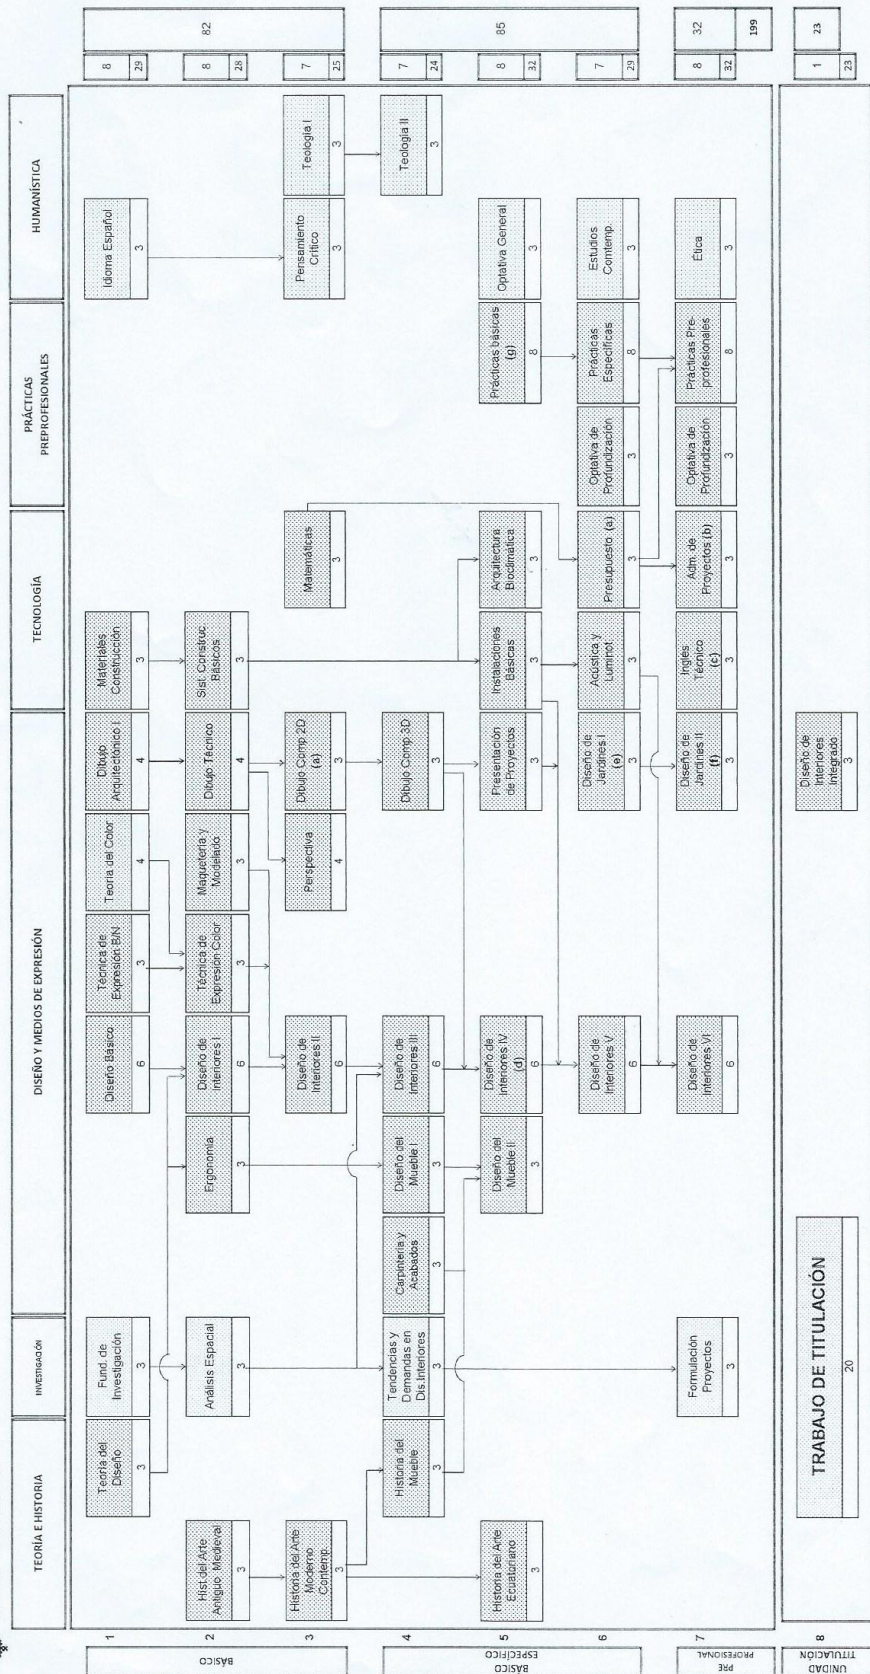 TEORÍA E HISTORIA
INVESTIGACIÓN
DISEÑO Y MEDIOS DE EXPRESIÓN
TECNOLOGÍA
PRÁCTICAS
PREPROFESIONALES
HUMANÍSTICA
BÁSICO
1
Teoría del
Diseño
3
Fund. de
Investigación
3
Diseño Básico
6
Técnica de
Expresión B/N
3
Teoría del Color
4
Dibujo
Arquitectónico I
4
Materiales
Construcción
3
Idioma Español
3
8
29
82
2
Hist.del Arte
Antiguo, Medieval
3
Análisis Espacial
3
Ergonomía
3
Diseño de
Interiores I
6
Técnica de
Expresión Color
3
Maquetería y
Modelado
3
Dibujo Técnico
4
Sist. Construc
Básicos
3
8
28
3
Historia del Arte
Moderno
Contemp.
3
Diseño de
Interiores II
6
Perspectiva
4
Dibujo Comp 2D
(a)
3
Matemáticas
3
Pensamiento
Crítico
3
Teología I
3
7
25
BÁSICO
ESPECÍFICO
4
Historia del
Mueble
3
Tendencias y
Demandas en
Dis.Interiores
3
Carpintería y
Acabados
3
Diseño del
Mueble I
3
Diseño de
Interiores III
6
Dibujo Comp 3D
3
Teología II
3
7
24
85
5
Historia del Arte
Ecuatoriano
3
Diseño del
Mueble II
3
Diseño de
Interiores IV
(d)
6
Presentación
de Proyectos
3
Instalaciones
Básicas
3
Arquitectura
Bioclimática
3
Prácticas básicas
(g)
8
Optativa General
3
8
32
6
Diseño de
Interiores V
6
Diseño de
Jardines I
(e)
3
Acústica y
Luminot.
3
Presupuesto (a)
3
Optativa de
Profundización
3
Prácticas
Específicas
8
Estudios
Comtemp.
3
7
29
PRE
PROFESIONAL
7
Formulación
Proyectos
3
Diseño de
Interiores VI
6
Diseño de
Jardines II
(f)
3
Ingles
Técnico
(c)
3
Adm. de
Proyectos (b)
3
Optativa de
Profundización
3
Prácticas Pre-
profesionales
8
Ética
3
8
32
32
199
UNIDAD
TITULACIÓN
8
TRABAJO DE TITULACIÓN
20
Diseño de
Interiores
Integrado
3
1
23
23